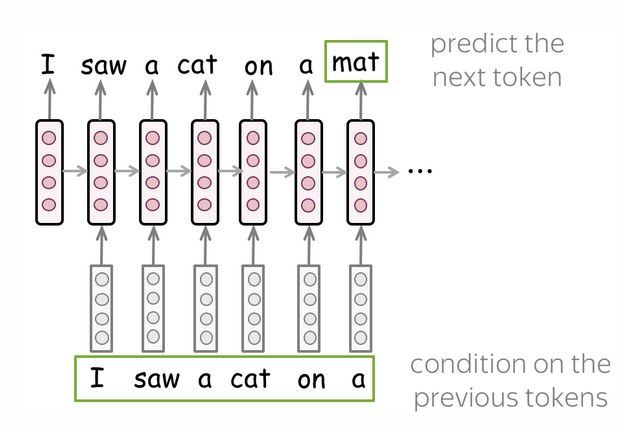 I saw a cat on a mat
predict the
next token
...
I saw a cat on a
condition on the
previous tokens